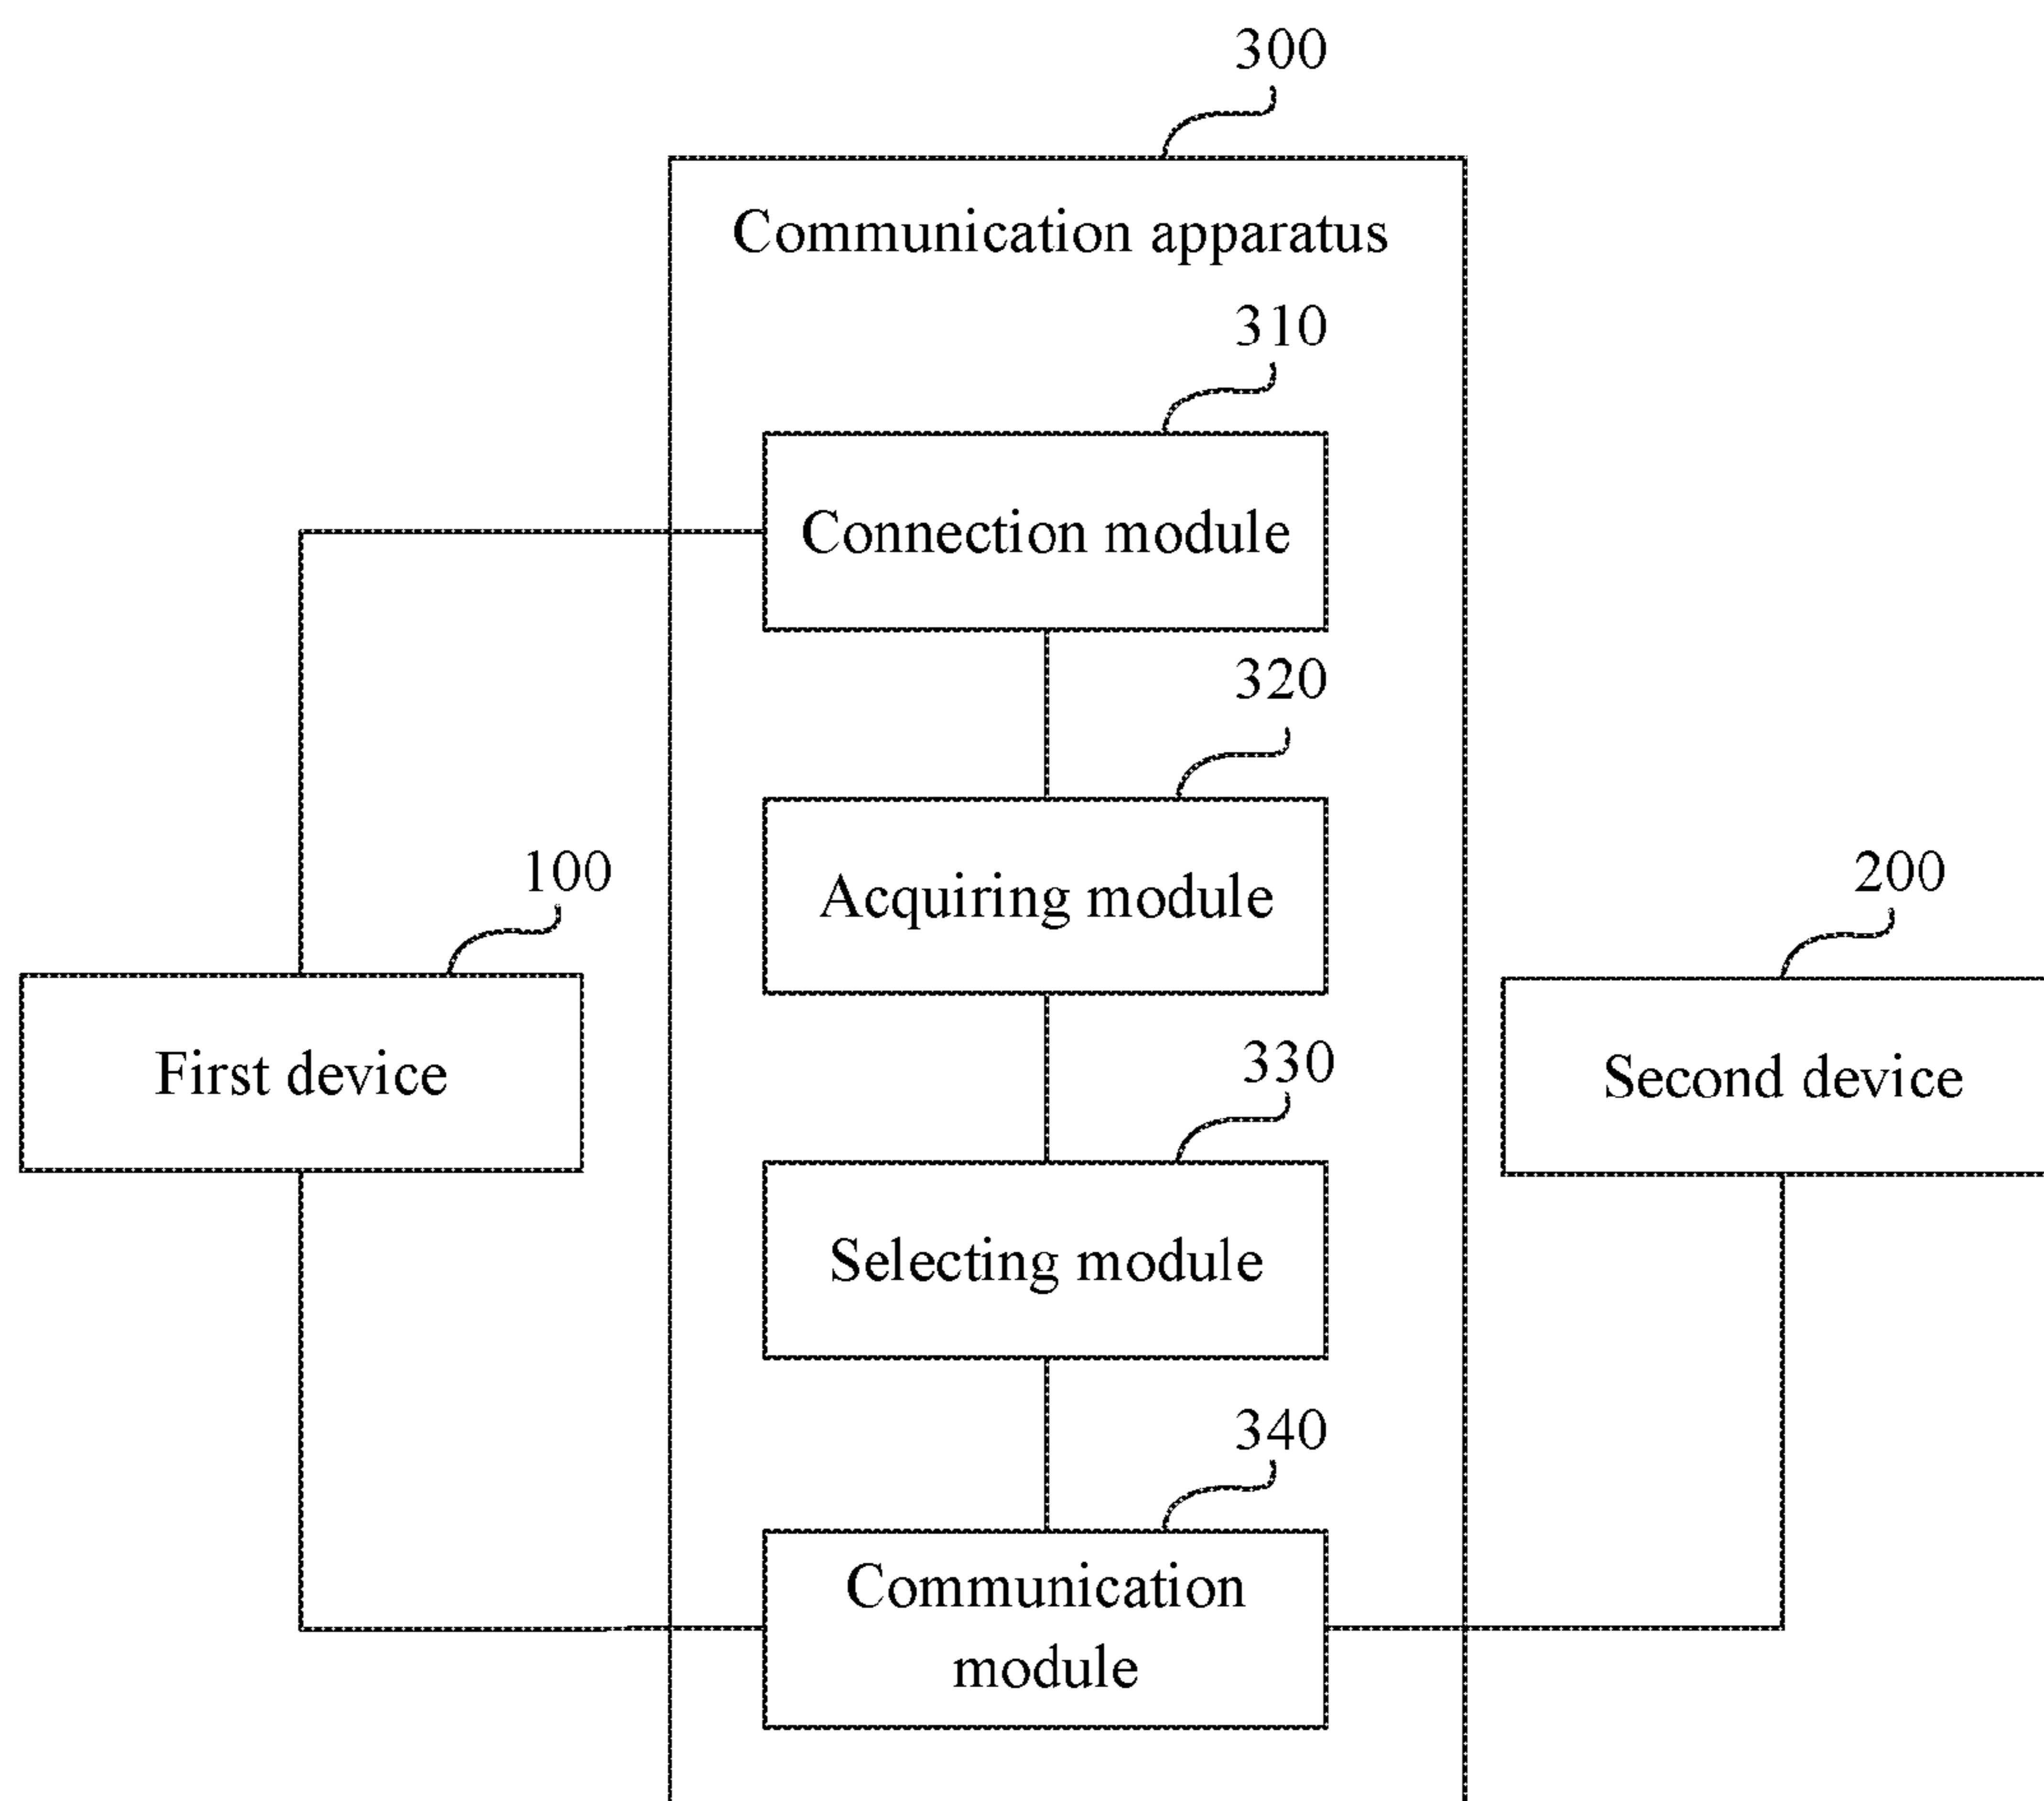 300
Communication apparatus
310
Connection module
320
Acquiring module
100
First device
200
Second device
330
Selecting module
340
Communication
module